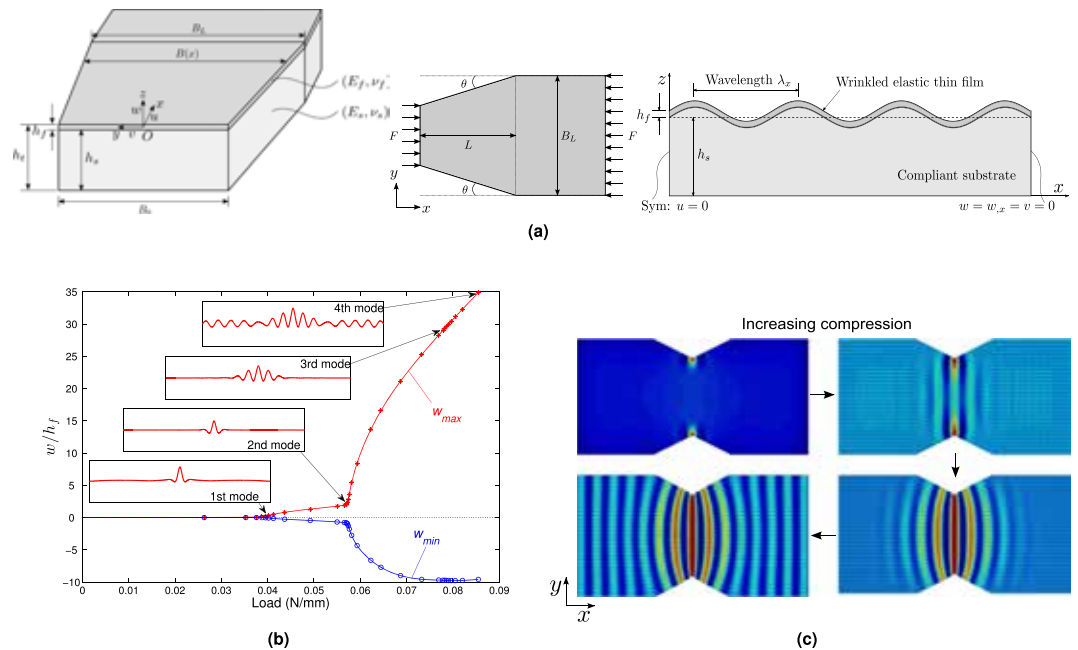 B_L
B(x)
(E_f, ν_f)
(E_s, ν_s)
z
x
w
u
y
v
O
h_f
h_t
h_s
θ
F
L
B_L
F
y
θ
x
z
Wavelength λ_x
Wrinkled elastic thin film
h_f
h_s
Compliant substrate
x
Sym: u = 0
w = w,x = v = 0
(a)
35
30
25
20
15
10
5
0
−5
−10
w/h_f
4th mode
3rd mode
2nd mode
1st mode
w_max
w_min
0
0.01
0.02
0.03
0.04
0.05
0.06
0.07
0.08
0.09
Load (N/mm)
(b)
Increasing compression
y
x
(c)